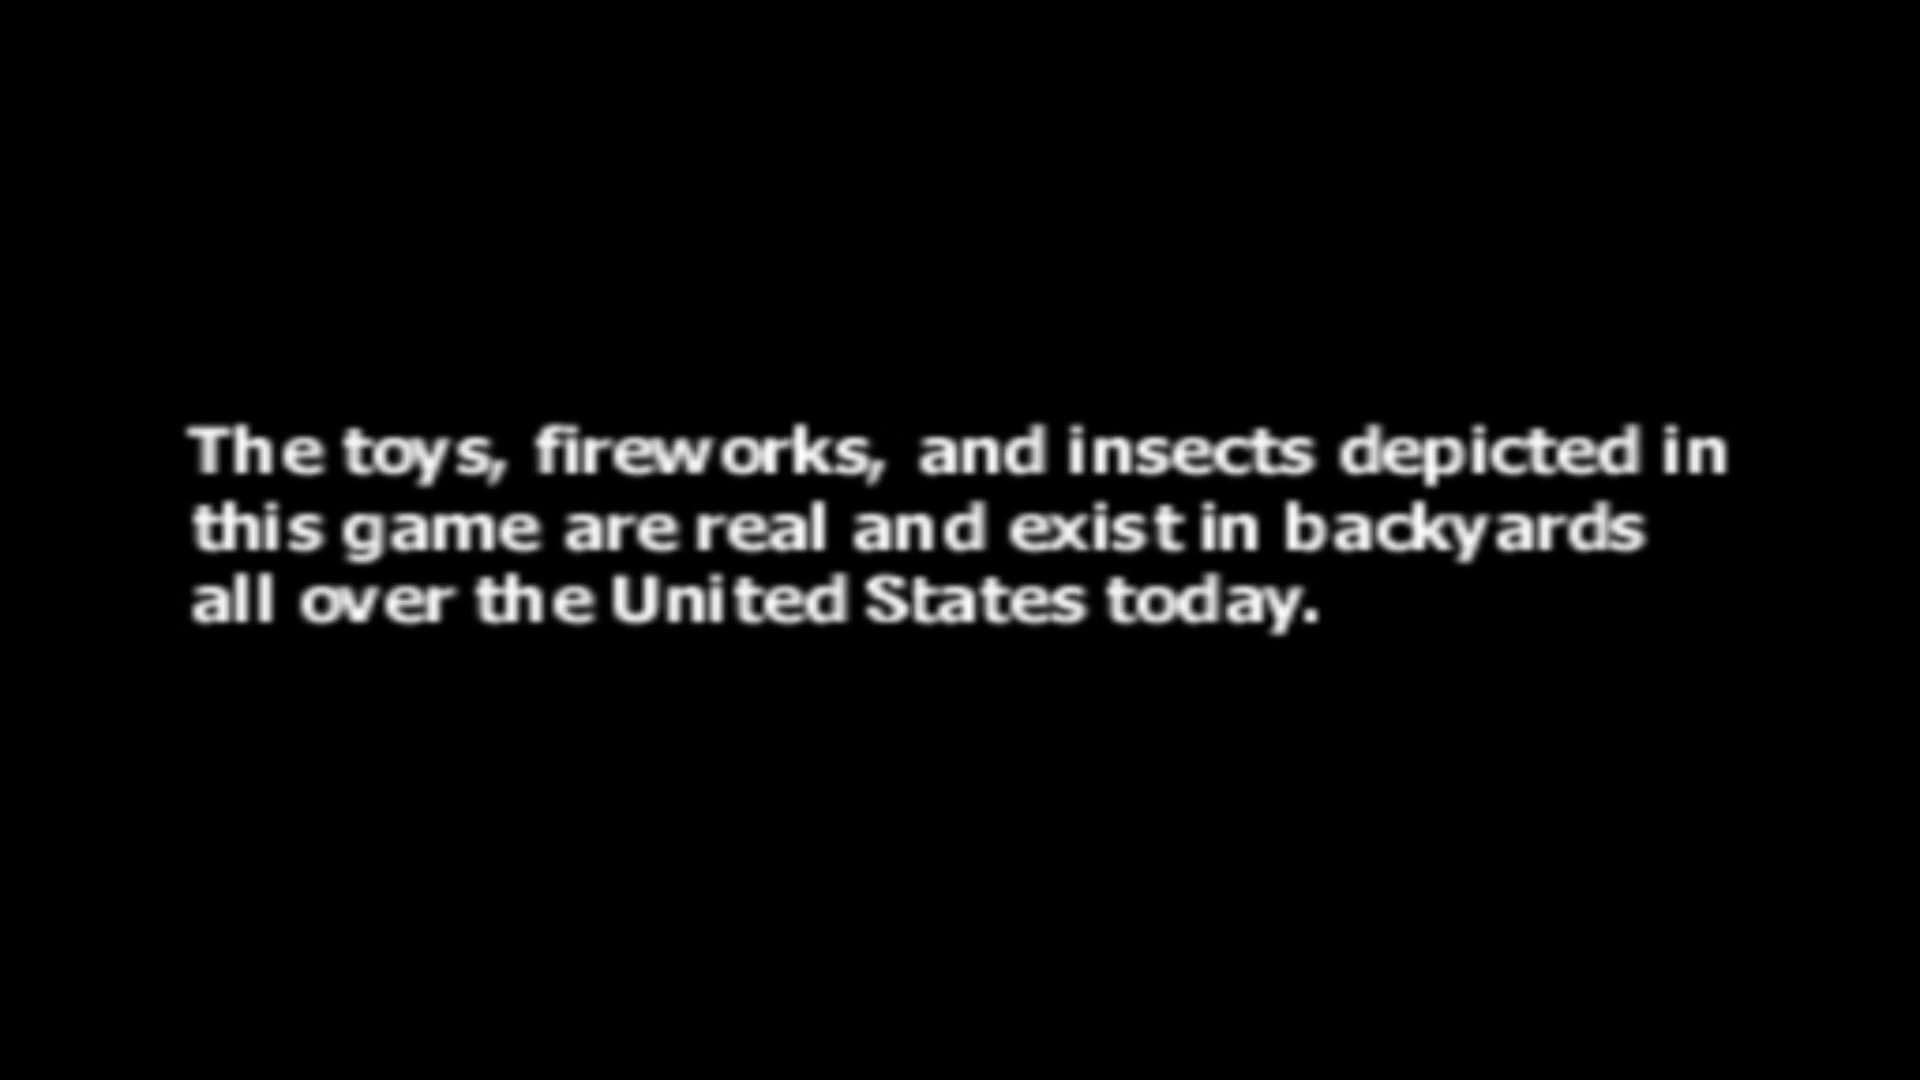 The toys, fireworks, and insects depicted in
this game are real and exist in backyards
all over the United States today.